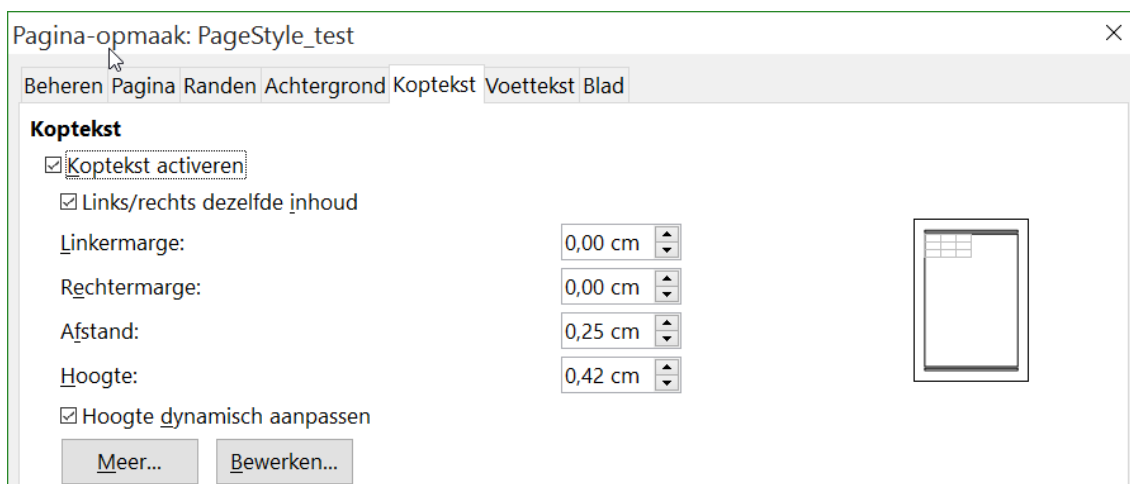 Pagina-opmaak: PageStyle_test
Beheren Pagina Randen Achtergrond Koptekst Voettekst Blad
Koptekst
Koptekst activeren
Links/rechts dezelfde inhoud
Linkermarge: 0,00 cm
Rechtermarge: 0,00 cm
Afstand: 0,25 cm
Hoogte: 0,42 cm
Hoogte dynamisch aanpassen
Meer... Bewerken...